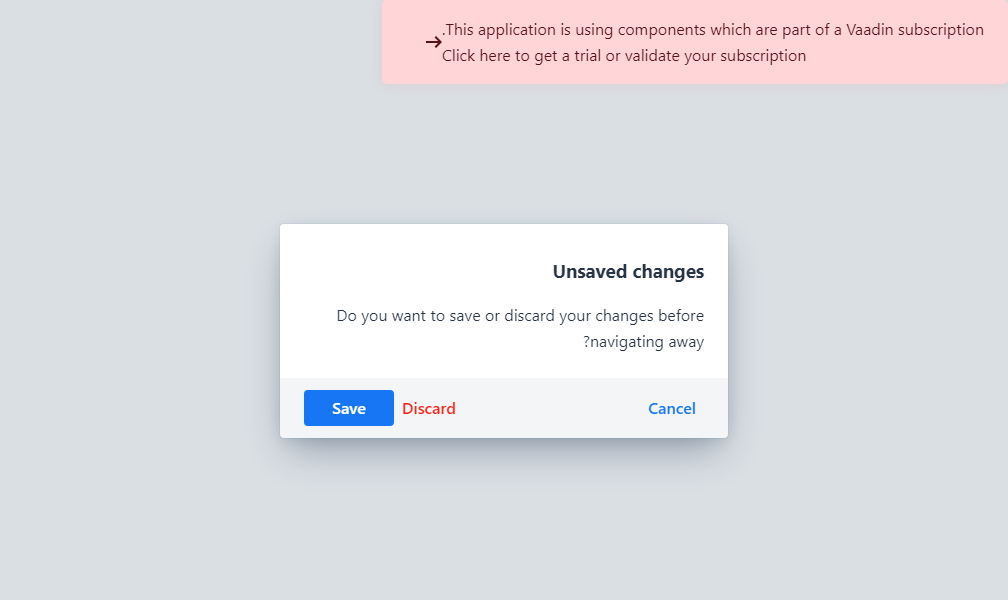 .This application is using components which are part of a Vaadin subscription
Click here to get a trial or validate your subscription
Unsaved changes
Do you want to save or discard your changes before
?navigating away
Save
Discard
Cancel